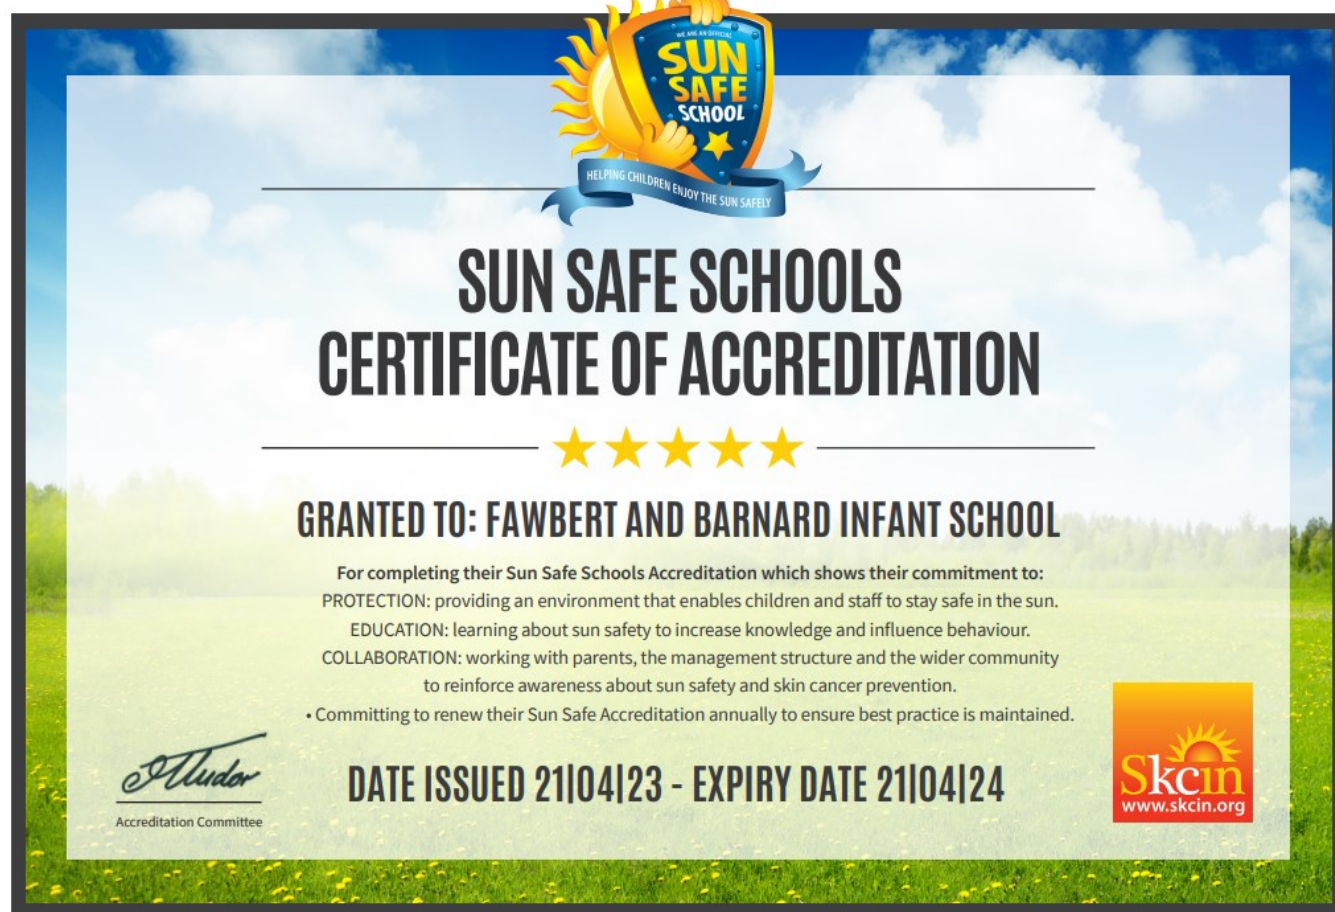 WE ARE AN OFFICIAL
SUN
SAFE
SCHOOL
HELPING CHILDREN ENJOY THE SUN SAFELY
SUN SAFE SCHOOLS
CERTIFICATE OF ACCREDITATION
GRANTED TO: FAWBERT AND BARNARD INFANT SCHOOL
For completing their Sun Safe Schools Accreditation which shows their commitment to:
PROTECTION: providing an environment that enables children and staff to stay safe in the sun.
EDUCATION: learning about sun safety to increase knowledge and influence behaviour.
COLLABORATION: working with parents, the management structure and the wider community
to reinforce awareness about sun safety and skin cancer prevention.
• Committing to renew their Sun Safe Accreditation annually to ensure best practice is maintained.
DATE ISSUED 21|04|23 - EXPIRY DATE 21|04|24
Accreditation Committee
Skcin
www.skcin.org